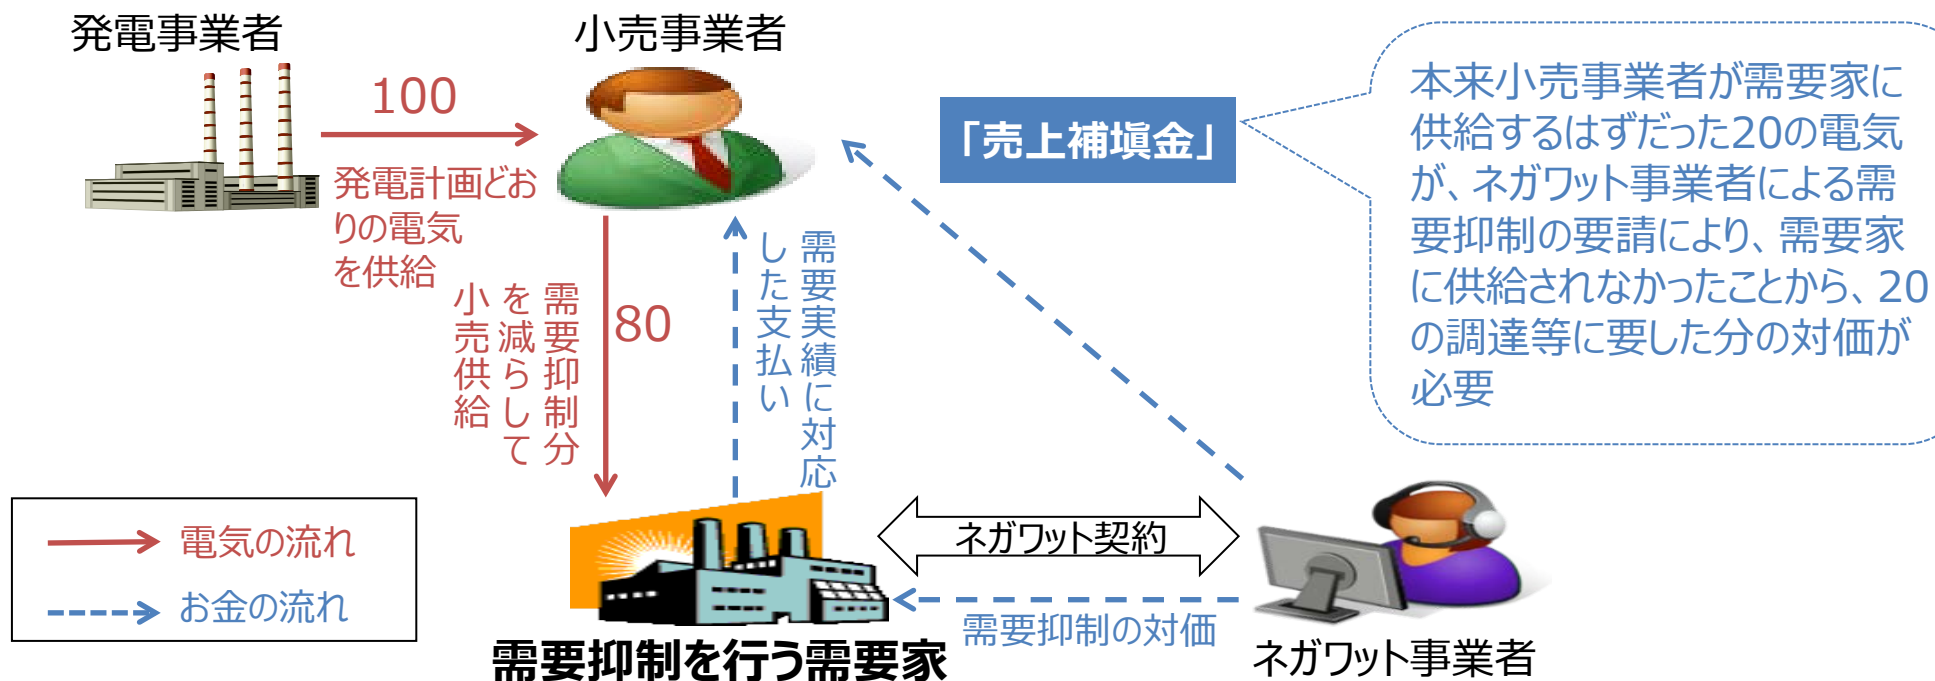 発電事業者
小売事業者
100
発電計画どお
りの電気
を供給
「売上補塡金」
本来小売事業者が需要家に
供給するはずだった20の電気
が、ネガワット事業者による需
要抑制の要請により、需要家
に供給されなかったことから、20
の調達等に要した分の対価が
必要
需要抑制分
を減らして
小売供給
80
需要実績に対応
した支払い
電気の流れ
お金の流れ
ネガワット契約
需要抑制の対価
需要抑制を行う需要家
ネガワット事業者